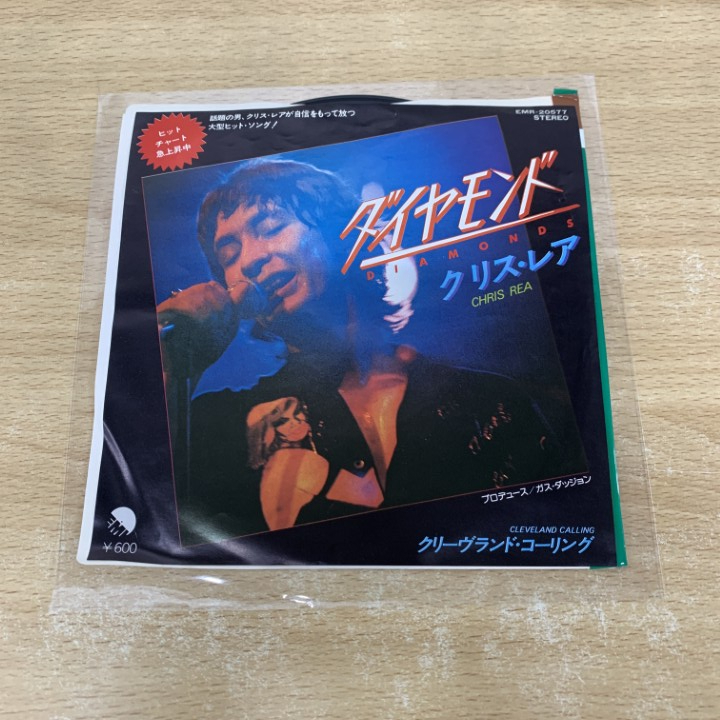 話題の男、クリス・レアが自信をもって放つ
大型ヒット・ソング!
EMR-20577
STEREO
ヒット
チャート
急上昇中
ダイヤモンド
DIAMONDS
クリス・レア
CHRIS REA
プロデュース/ガス・ダッジョン
CLEVELAND CALLING
クリーヴランド・コーリング
EMI
¥600